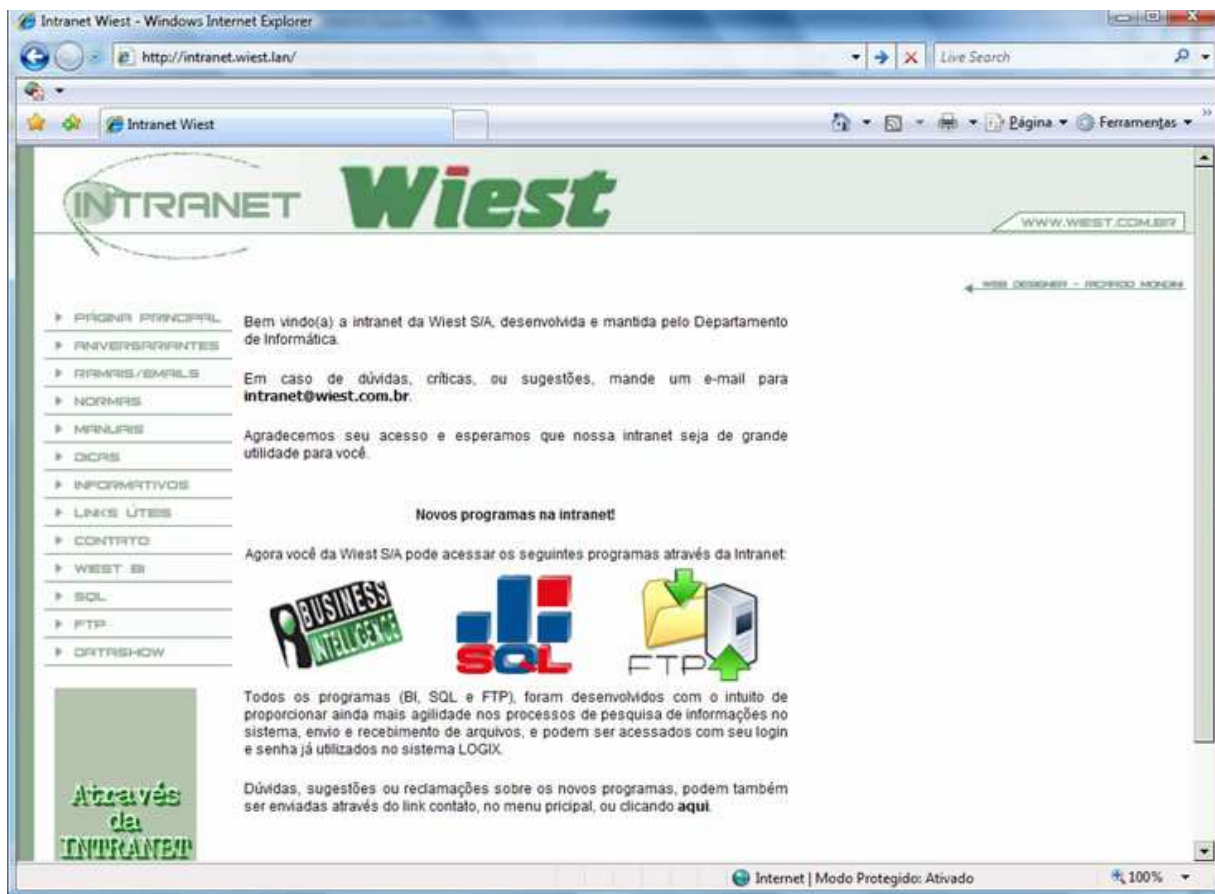 Intranet Wiest - Windows Internet Explorer
http://intranet.wiest.lan/
Live Search
Intranet Wiest
Página
Ferramentas
INTRANET
Wiest
WWW.WIEST.COM.BR
WEB DESIGNER - RICARDO MONDINI
PÁGINA PRINCIPAL
ANIVERSARIANTES
RAMAIS/EMAILS
NORMAS
MANUAIS
DICAS
INFORMATIVOS
LINKS ÚTEIS
CONTATO
WIEST BI
SQL
FTP
DATASHOW
Através
da
INTRANET
Bem vindo(a) a intranet da Wiest S/A, desenvolvida e mantida pelo Departamento
de Informática.
Em caso de dúvidas, críticas, ou sugestões, mande um e-mail para
intranet@wiest.com.br.
Agradecemos seu acesso e esperamos que nossa intranet seja de grande
utilidade para você.
Novos programas na intranet!
Agora você da Wiest S/A pode acessar os seguintes programas através da Intranet:
BUSINESS
INTELLIGENCE
SQL
FTP
Todos os programas (BI, SQL e FTP), foram desenvolvidos com o intuito de
proporcionar ainda mais agilidade nos processos de pesquisa de informações no
sistema, envio e recebimento de arquivos, e podem ser acessados com seu login
e senha já utilizados no sistema LOGIX.
Dúvidas, sugestões ou reclamações sobre os novos programas, podem também
ser enviadas através do link contato, no menu pricipal, ou clicando aqui.
Internet | Modo Protegido: Ativado
100%